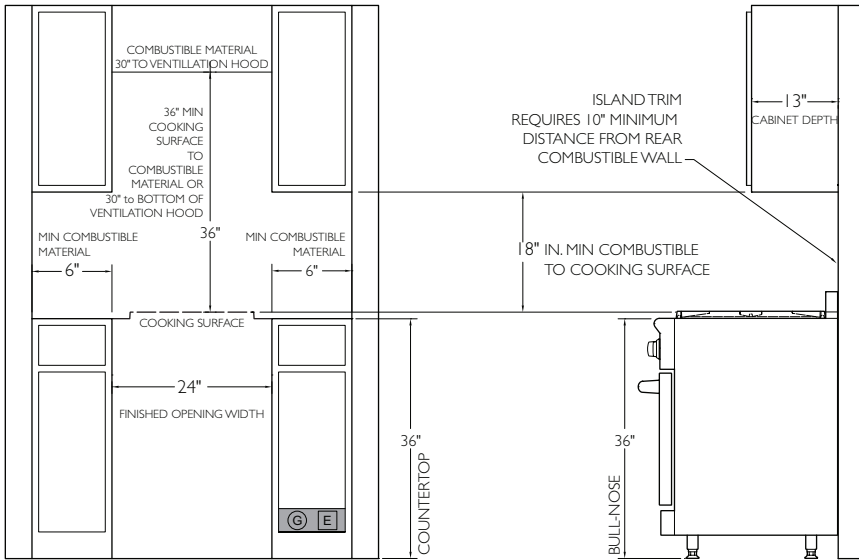 COMBUSTIBLE MATERIAL
30" TO VENTILLATION HOOD
36" MIN
COOKING
SURFACE
TO
COMBUSTIBLE
MATERIAL OR
30" to BOTTOM OF
VENTILATION HOOD
36"
MIN COMBUSTIBLE
MATERIAL
6"
MIN COMBUSTIBLE
MATERIAL
6"
COOKING SURFACE
24"
FINISHED OPENING WIDTH
G E
36"
COUNTERTOP
ISLAND TRIM
REQUIRES 10" MINIMUM
DISTANCE FROM REAR
COMBUSTIBLE WALL
13"
CABINET DEPTH
18" IN. MIN COMBUSTIBLE
TO COOKING SURFACE
36"
BULL-NOSE